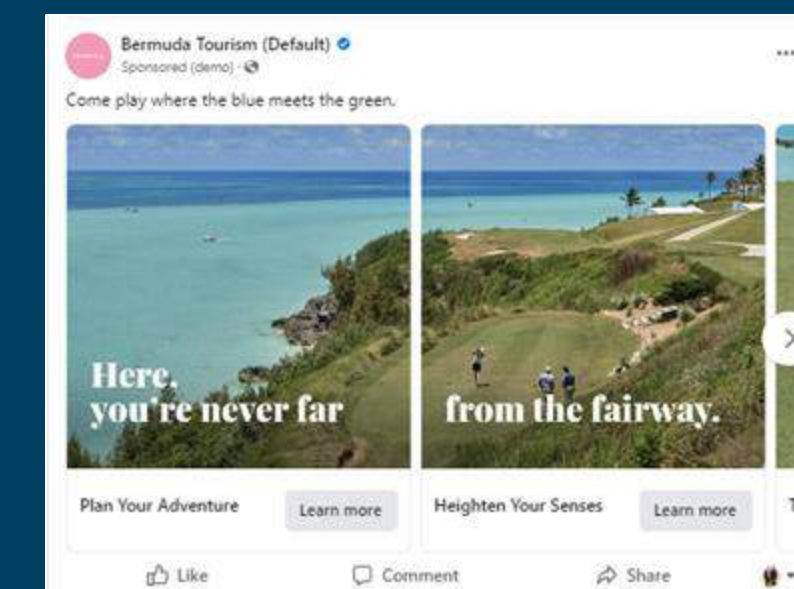 Bermuda Tourism (Default)
Sponsored (demo) ·
Come play where the blue meets the green.
Here,
you're never far
from the fairway.
Plan Your Adventure
Learn more
Heighten Your Senses
Learn more
T
Like
Comment
Share